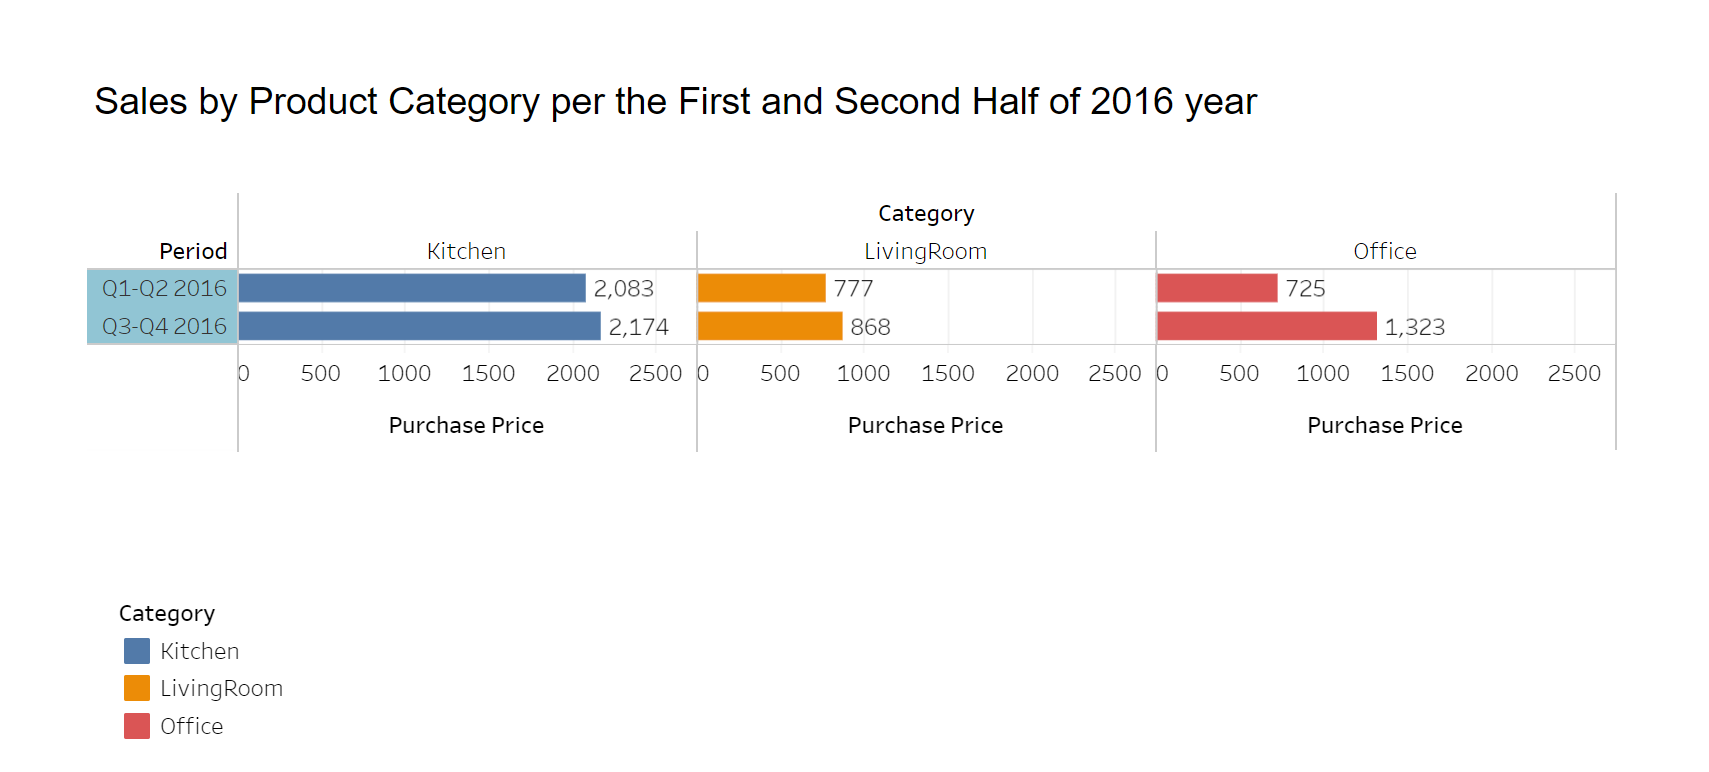 Sales by Product Category per the First and Second Half of 2016 year
Category
Period Kitchen LivingRoom Office
Q1-Q2 2016 2,083 777 725
Q3-Q4 2016 2,174 868 1,323
0 500 1000 1500 2000 2500 0 500 1000 1500 2000 2500 0 500 1000 1500 2000 2500
Purchase Price Purchase Price Purchase Price
Category
Kitchen
LivingRoom
Office